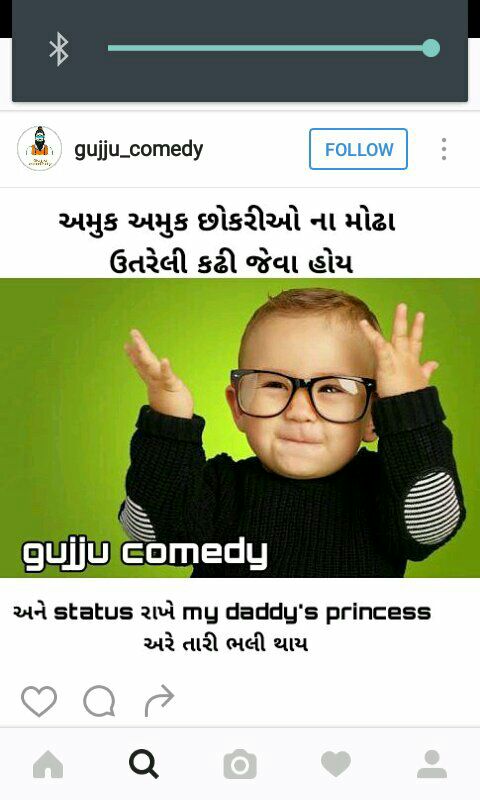 gujju_comedy
FOLLOW
અમુક અમુક છોકરીઓ ના મોઢા
ઉતરેલી કઢી જેવા હોય
gujju comedy
અને status રાખે my daddy's princess
અરે તારી ભલી થાય